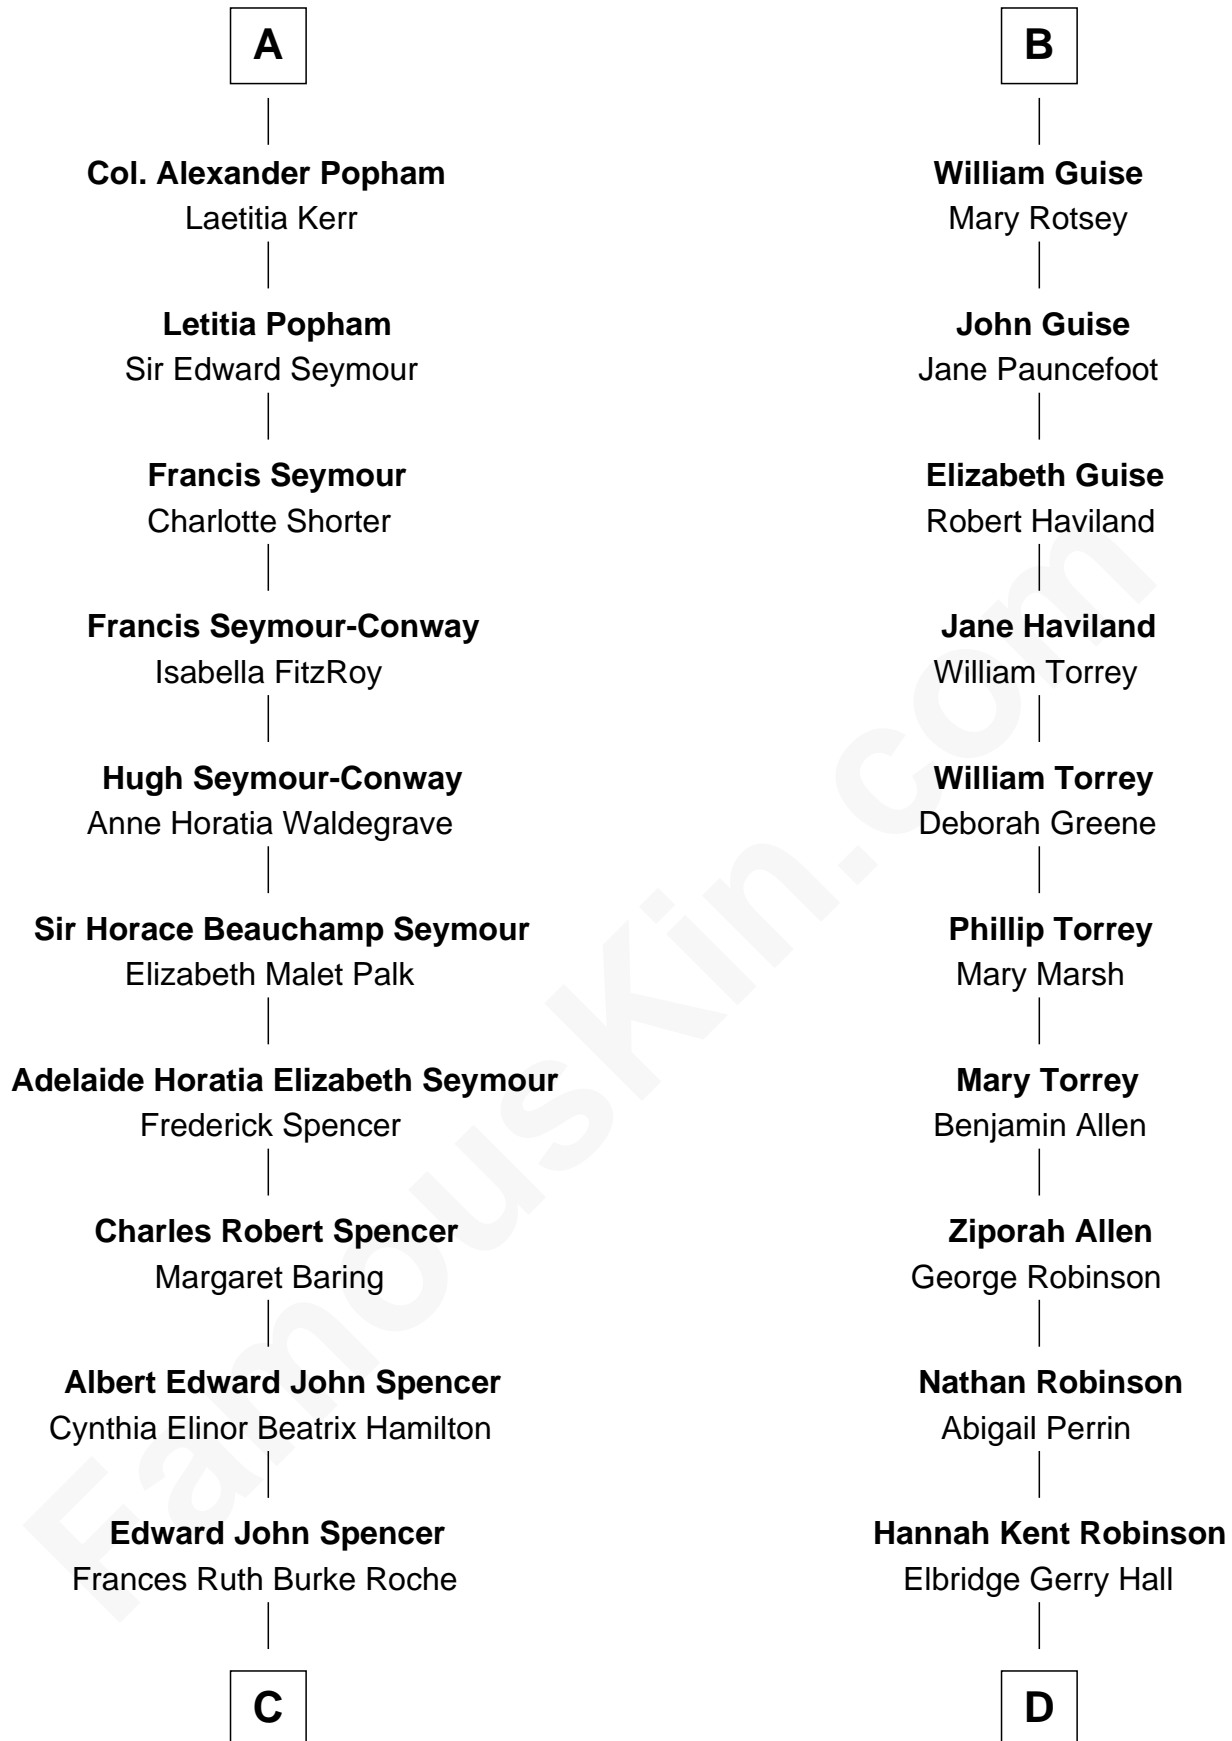 A
Col. Alexander Popham
Laetitia Kerr
Letitia Popham
Sir Edward Seymour
Francis Seymour
Charlotte Shorter
Francis Seymour-Conway
Isabella FitzRoy
Hugh Seymour-Conway
Anne Horatia Waldegrave
Sir Horace Beauchamp Seymour
Elizabeth Malet Palk
Adelaide Horatia Elizabeth Seymour
Frederick Spencer
Charles Robert Spencer
Margaret Baring
Albert Edward John Spencer
Cynthia Elinor Beatrix Hamilton
Edward John Spencer
Frances Ruth Burke Roche
C
B
William Guise
Mary Rotsey
John Guise
Jane Pauncefoot
Elizabeth Guise
Robert Haviland
Jane Haviland
William Torrey
William Torrey
Deborah Greene
Phillip Torrey
Mary Marsh
Mary Torrey
Benjamin Allen
Ziporah Allen
George Robinson
Nathan Robinson
Abigail Perrin
Hannah Kent Robinson
Elbridge Gerry Hall
D
FamousKin.com